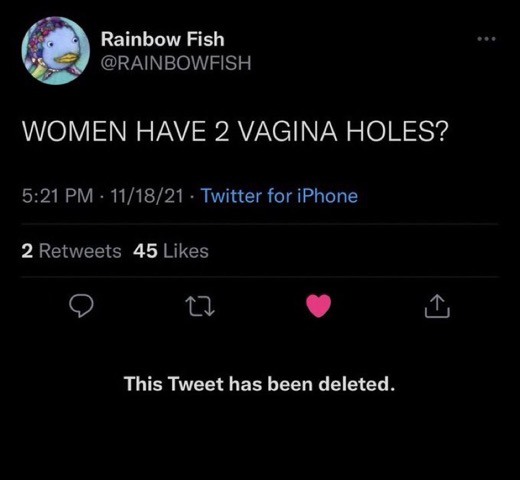 Rainbow Fish
@RAINBOWFISH
WOMEN HAVE 2 VAGINA HOLES?
5:21 PM · 11/18/21 · Twitter for iPhone
2 Retweets 45 Likes
This Tweet has been deleted.